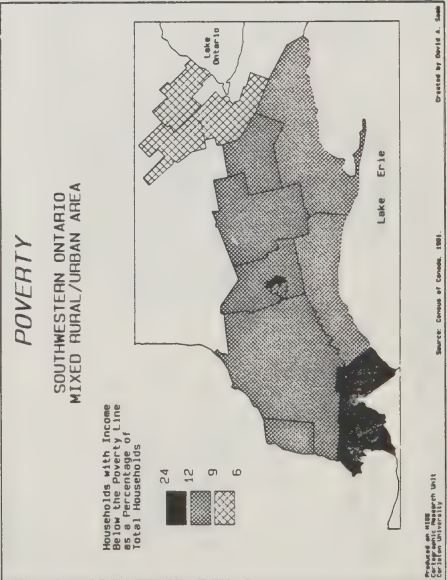 POVERTY
SOUTHWESTERN ONTARIO
MIXED RURAL/URBAN AREA
Households with Income
Below the Poverty Line
as a Percentage of
Total Households
24
12
9
6
Lake
Ontario
Lake Erie
Produced on
Cartographic Research Unit
Carleton University
Source: Census of Canada, 1981.
Created by David A.